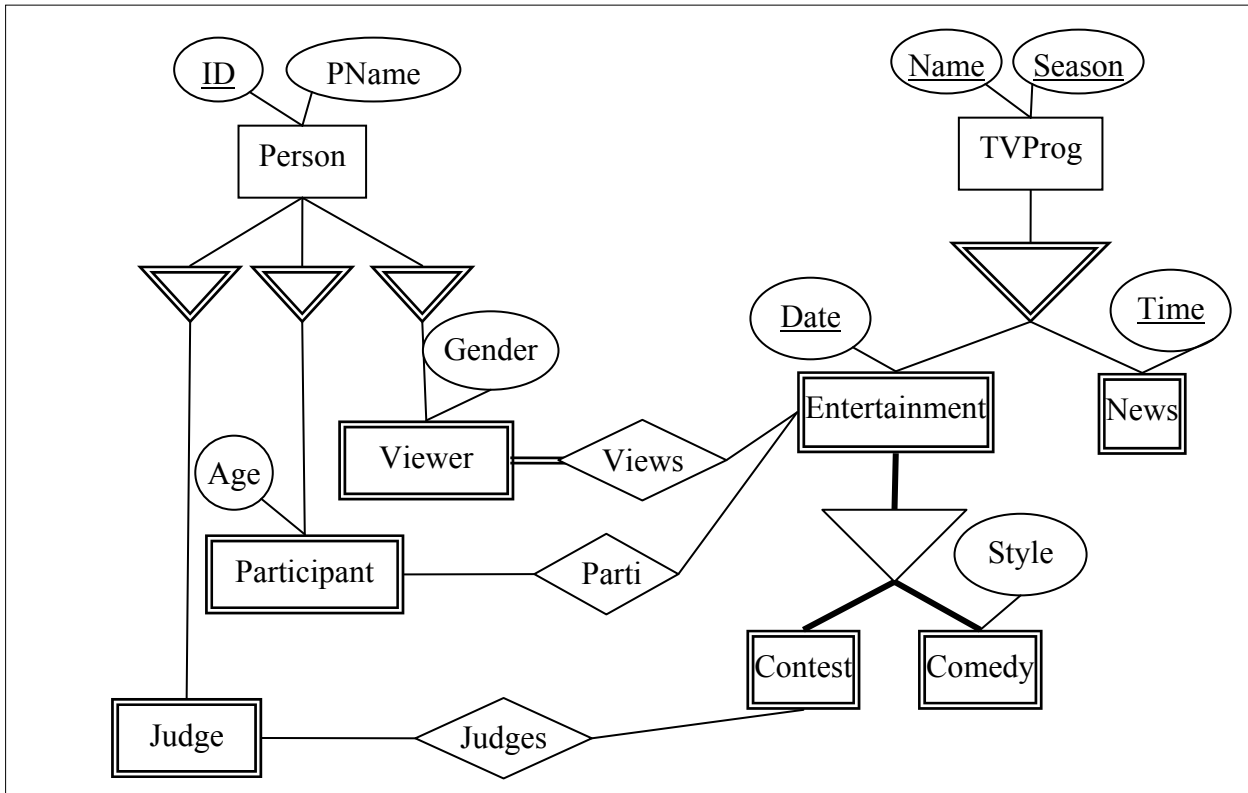 ID
PName
Name
Season
Person
TVProg
Date
Time
Gender
Entertainment
News
Viewer
Views
Age
Style
Participant
Parti
Contest
Comedy
Judge
Judges